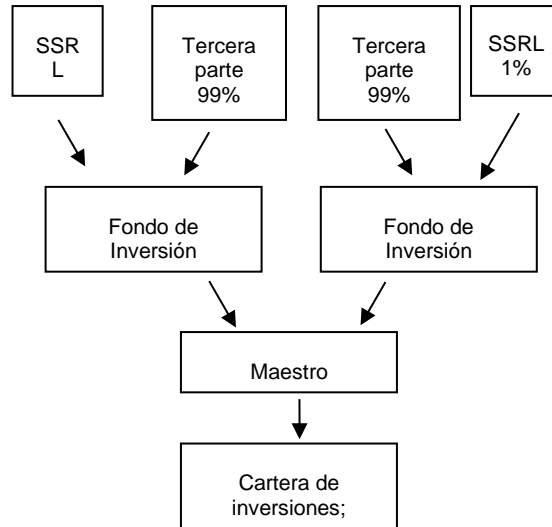 SSR
L
Tercera
parte
99%
Tercera
parte
99%
SSRL
1%
Fondo de
Inversión
Fondo de
Inversión
Maestro
Cartera de
inversiones;